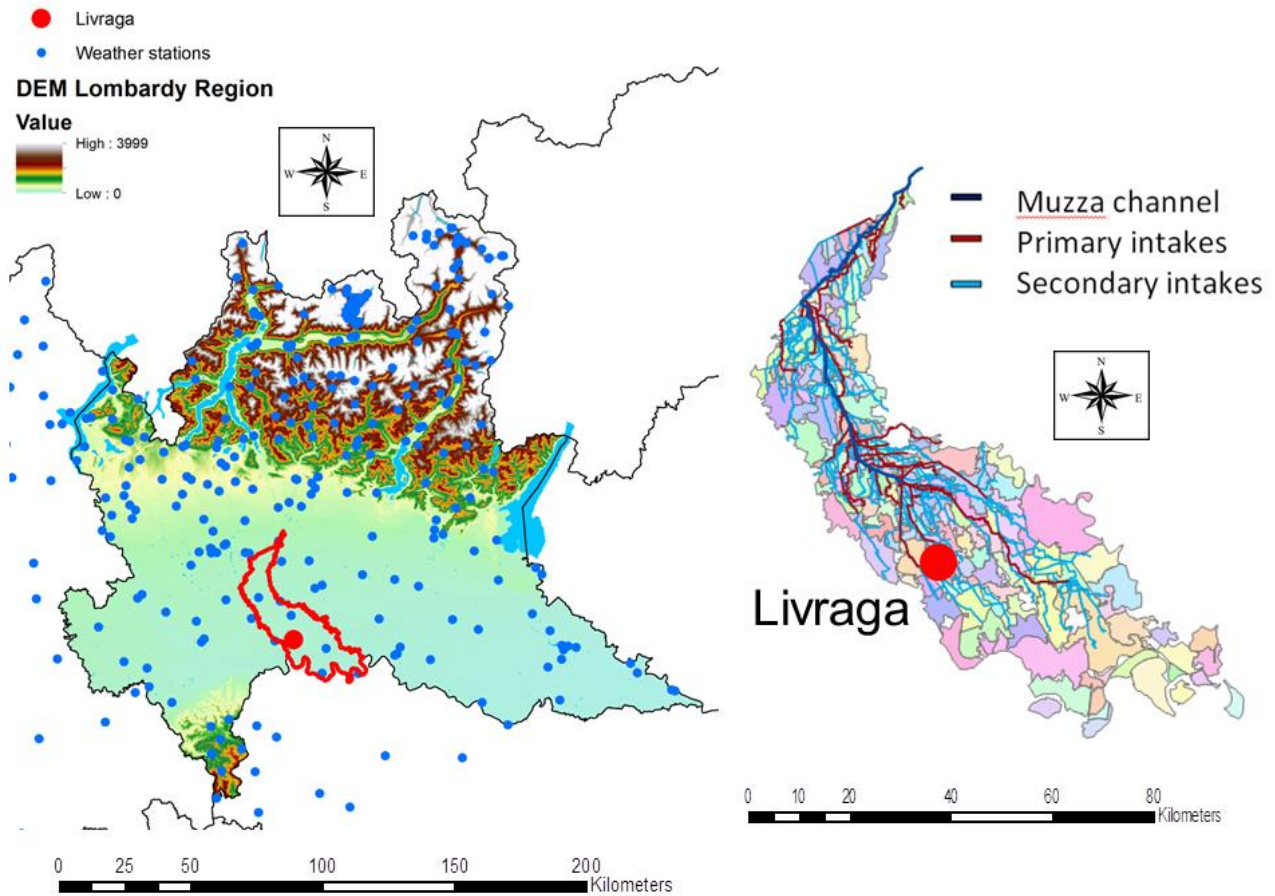 Livraga
Weather stations
DEM Lombardy Region
Value
High : 3999
Low : 0
N
W E
S
Muzza channel
Primary intakes
Secondary intakes
N
W E
S
Livraga
0 10 20 40 60 80
Kilometers
0 25 50 100 150 200
Kilometers